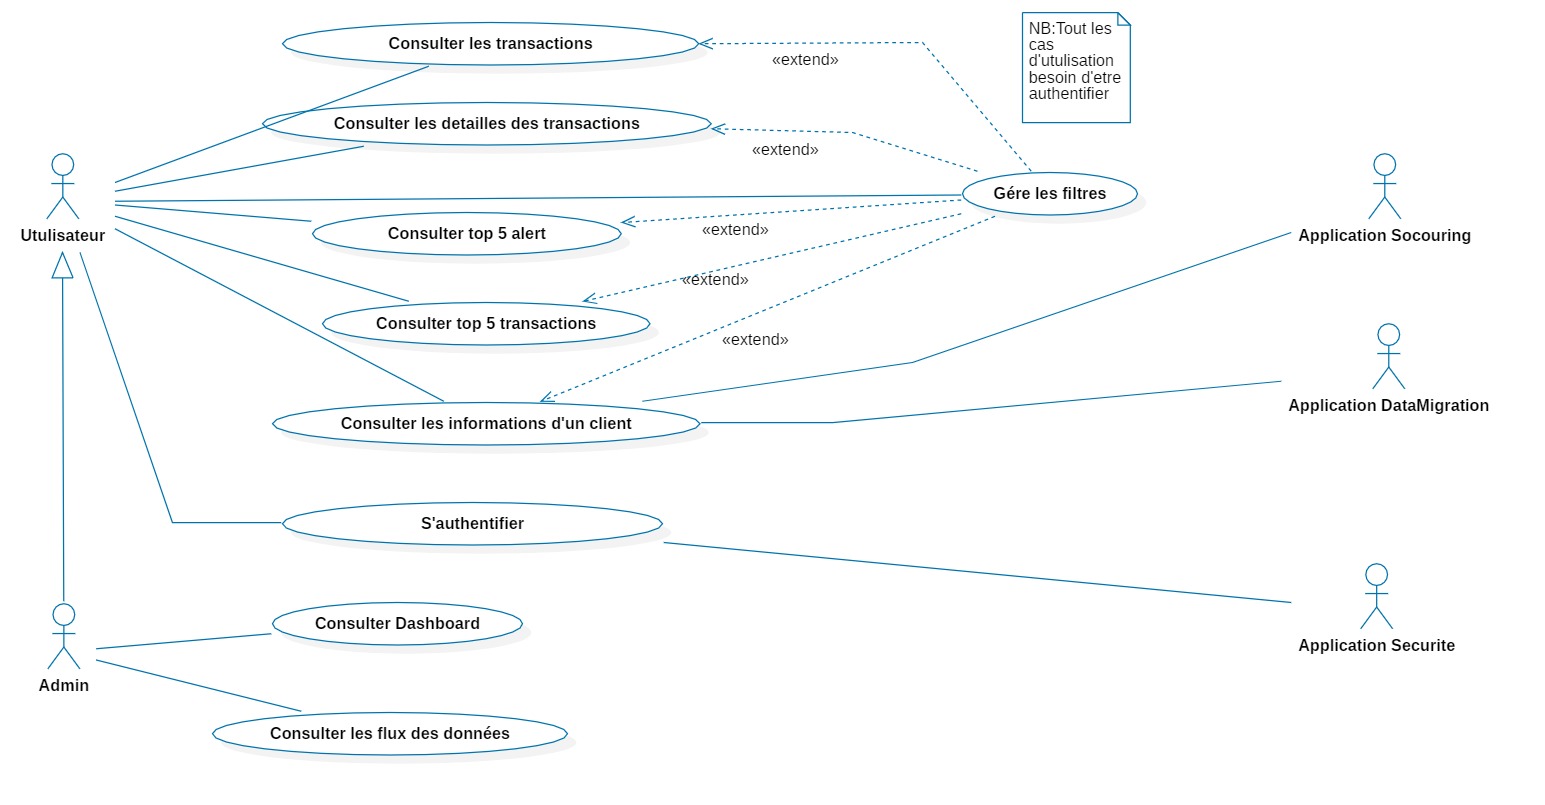 Consulter les transactions
«extend»
NB:Tout les
cas
d'utulisation
besoin d'etre
authentifier
Consulter les detailles des transactions
«extend»
Gére les filtres
Utulisateur
Consulter top 5 alert
«extend»
Application Socouring
«extend»
Consulter top 5 transactions
«extend»
Application DataMigration
Consulter les informations d'un client
S'authentifier
Consulter Dashboard
Application Securite
Admin
Consulter les flux des données